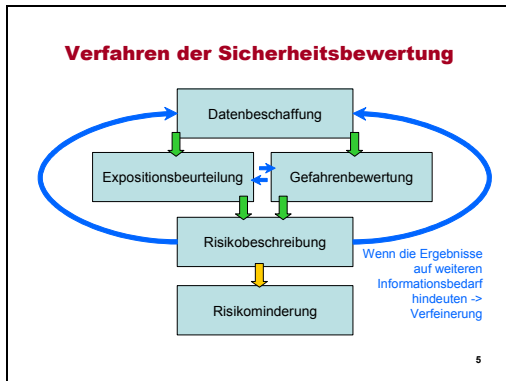 Verfahren der Sicherheitsbewertung
Datenbeschaffung
Expositionsbeurteilung
Gefahrenbewertung
Risikobeschreibung
Wenn die Ergebnisse
auf weiteren
Informationsbedarf
hindeuten ->
Verfeinerung
Risikominderung
5